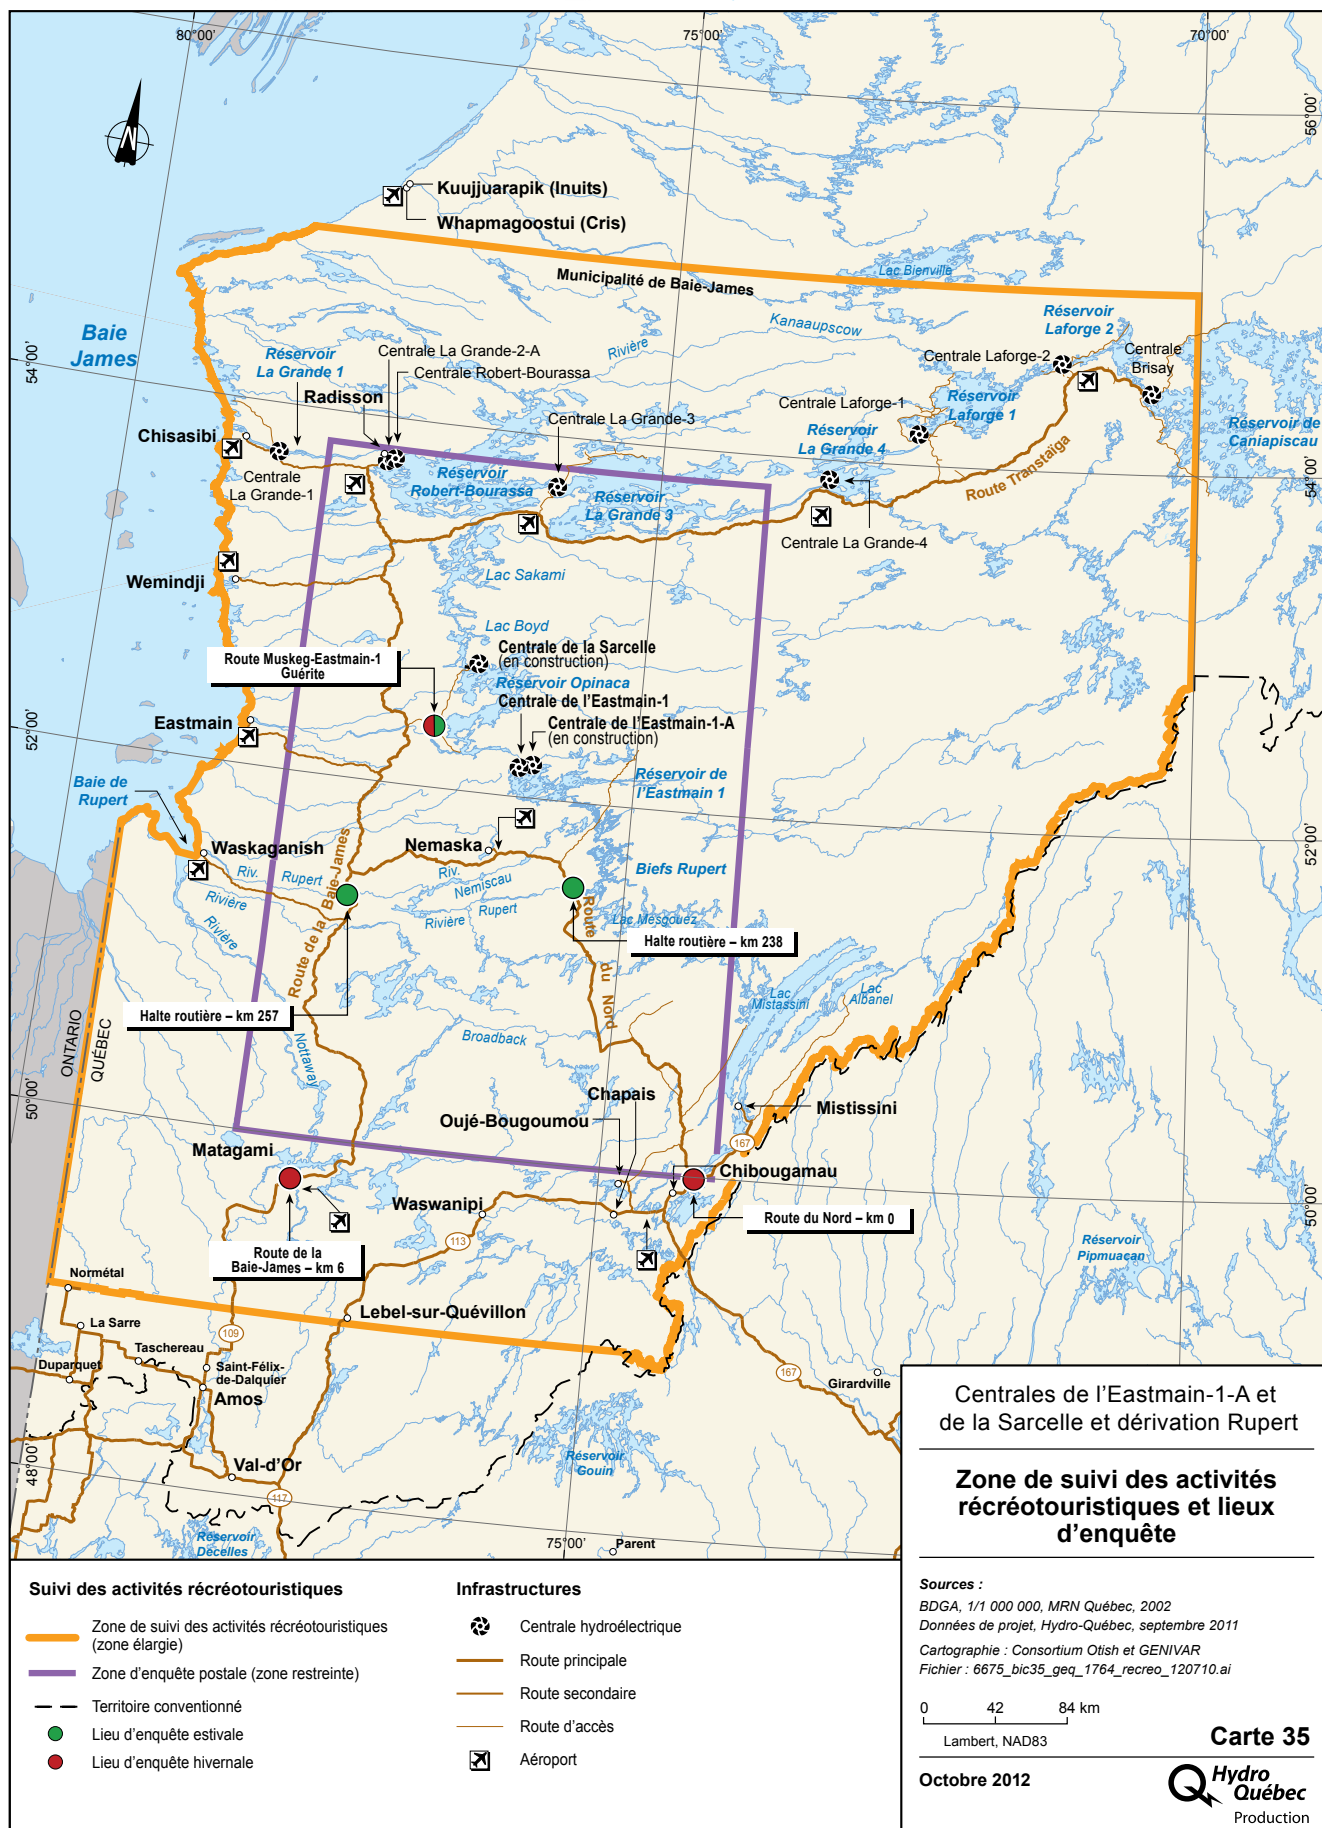 80°00'
75°00'
70°00'
56°00'
Kuujjuarapik (Inuits)
Whapmagoostui (Cris)
Municipalité de Baie-James
Lac Bienville
Baie
James
54°00'
Kanaaupscow
Rivière
Réservoir
Laforge 2
Centrale La Grande-2-A
Centrale Robert-Bourassa
Réservoir
La Grande 1
Radisson
Centrale Laforge-2
Centrale
Brisay
Réservoir
Laforge 1
Centrale Laforge-1
Centrale La Grande-3
Réservoir
La Grande 4
Réservoir de
Caniapiscau
Chisasibi
Centrale
La Grande-1
Réservoir
Robert-Bourassa
Réservoir
La Grande 3
Route Transtaïga
54°00'
Centrale La Grande-4
Wemindji
Lac Sakami
Lac Boyd
Centrale de la Sarcelle
(en construction)
Route Muskeg-Eastmain-1
Guérite
Réservoir Opinaca
Centrale de l'Eastmain-1
Centrale de l'Eastmain-1-A
(en construction)
Eastmain
52°00'
Réservoir de
l'Eastmain 1
Baie de
Rupert
Waskaganish
Nemaska
52°00'
Riv. Rupert
Rivière
Rivière
Nottaway
Riv.
Nemiscau
Rivière Rupert
Biefs Rupert
Lac Mesgouez
Route de la Baie-James
Route du Nord
Halte routière – km 238
Halte routière – km 257
Lac
Mistassini
Lac
Albanel
Broadback
ONTARIO
QUÉBEC
50°00'
Chapais
Oujé-Bougoumou
Mistissini
167
Matagami
Chibougamau
Waswanipi
Route du Nord – km 0
50°00'
113
Route de la
Baie-James – km 6
Réservoir
Pipmuacan
Normétal
Lebel-sur-Quévillon
La Sarre
109
Taschereau
Duparquet
Saint-Félix-
de-Dalquier
Amos
167
Girardville
48°00'
Val-d'Or
117
Réservoir
Gouin
Réservoir
Decelles
75°00'
Parent
Suivi des activités récréotouristiques
Zone de suivi des activités récréotouristiques
(zone élargie)
Zone d'enquête postale (zone restreinte)
Territoire conventionné
Lieu d'enquête estivale
Lieu d'enquête hivernale
Infrastructures
Centrale hydroélectrique
Route principale
Route secondaire
Route d'accès
Aéroport
Centrales de l'Eastmain-1-A et
de la Sarcelle et dérivation Rupert
Zone de suivi des activités
récréotouristiques et lieux
d'enquête
Sources :
BDGA, 1/1 000 000, MRN Québec, 2002
Données de projet, Hydro-Québec, septembre 2011
Cartographie : Consortium Otish et GENIVAR
Fichier : 6675_bic35_geq_1764_recreo_120710.ai
0 42 84 km
Lambert, NAD83
Carte 35
Octobre 2012
Hydro
Québec
Production
N